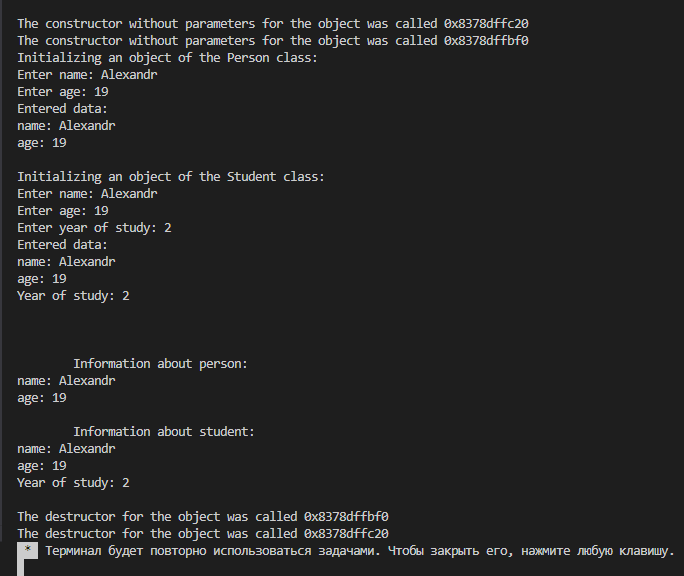 The constructor without parameters for the object was called 0x8378dffc20
The constructor without parameters for the object was called 0x8378dffbf0
Initializing an object of the Person class:
Enter name: Alexandr
Enter age: 19
Entered data:
name: Alexandr
age: 19
Initializing an object of the Student class:
Enter name: Alexandr
Enter age: 19
Enter year of study: 2
Entered data:
name: Alexandr
age: 19
Year of study: 2
Information about person:
name: Alexandr
age: 19
Information about student:
name: Alexandr
age: 19
Year of study: 2
The destructor for the object was called 0x8378dffbf0
The destructor for the object was called 0x8378dffc20
* Терминал будет повторно использоваться задачами. Чтобы закрыть его, нажмите любую клавишу.